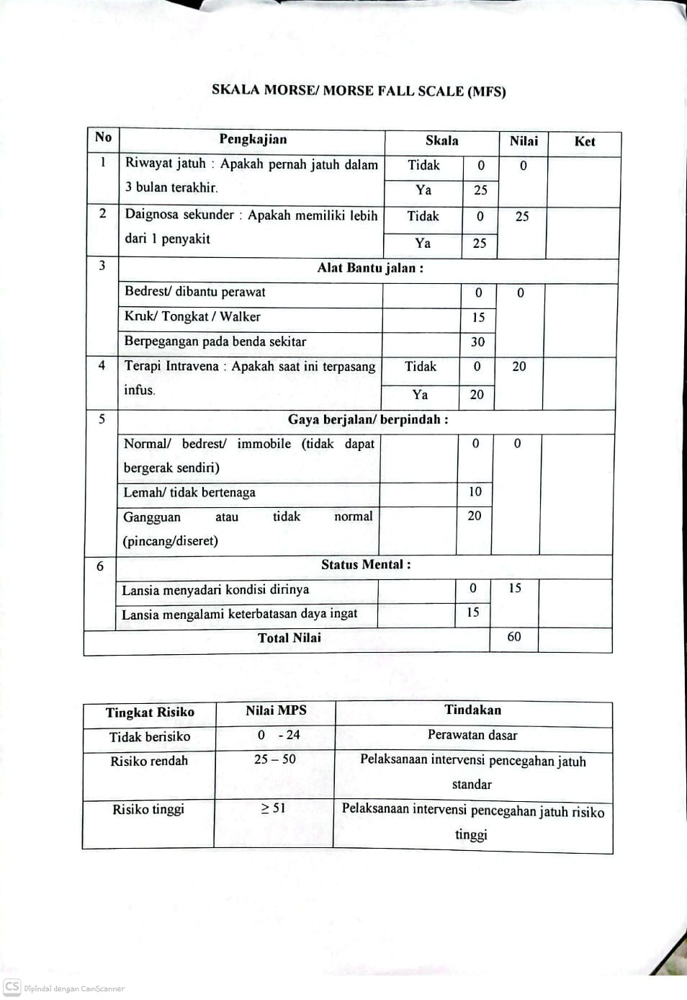 SKALA MORSE/ MORSE FALL SCALE (MFS)
No Pengkajian Skala Nilai Ket
1 Riwayat jatuh : Apakah pernah jatuh dalam Tidak 0 0
3 bulan terakhir. Ya 25
2 Daignosa sekunder : Apakah memiliki lebih Tidak 0 25
dari 1 penyakit Ya 25
3 Alat Bantu jalan :
Bedrest/ dibantu perawat 0 0
Kruk/ Tongkat / Walker 15
Berpegangan pada benda sekitar 30
4 Terapi Intravena : Apakah saat ini terpasang Tidak 0 20
infus. Ya 20
5 Gaya berjalan/ berpindah :
Normal/ bedrest/ immobile (tidak dapat 0 0
bergerak sendiri)
Lemah/ tidak bertenaga 10
Gangguan atau tidak normal 20
(pincang/diseret)
6 Status Mental :
Lansia menyadari kondisi dirinya 0 15
Lansia mengalami keterbatasan daya ingat 15
Total Nilai 60
Tingkat Risiko Nilai MPS Tindakan
Tidak berisiko 0 - 24 Perawatan dasar
Risiko rendah 25 – 50 Pelaksanaan intervensi pencegahan jatuh
standar
Risiko tinggi ≥ 51 Pelaksanaan intervensi pencegahan jatuh risiko
tinggi
CS Dipindai dengan CamScanner